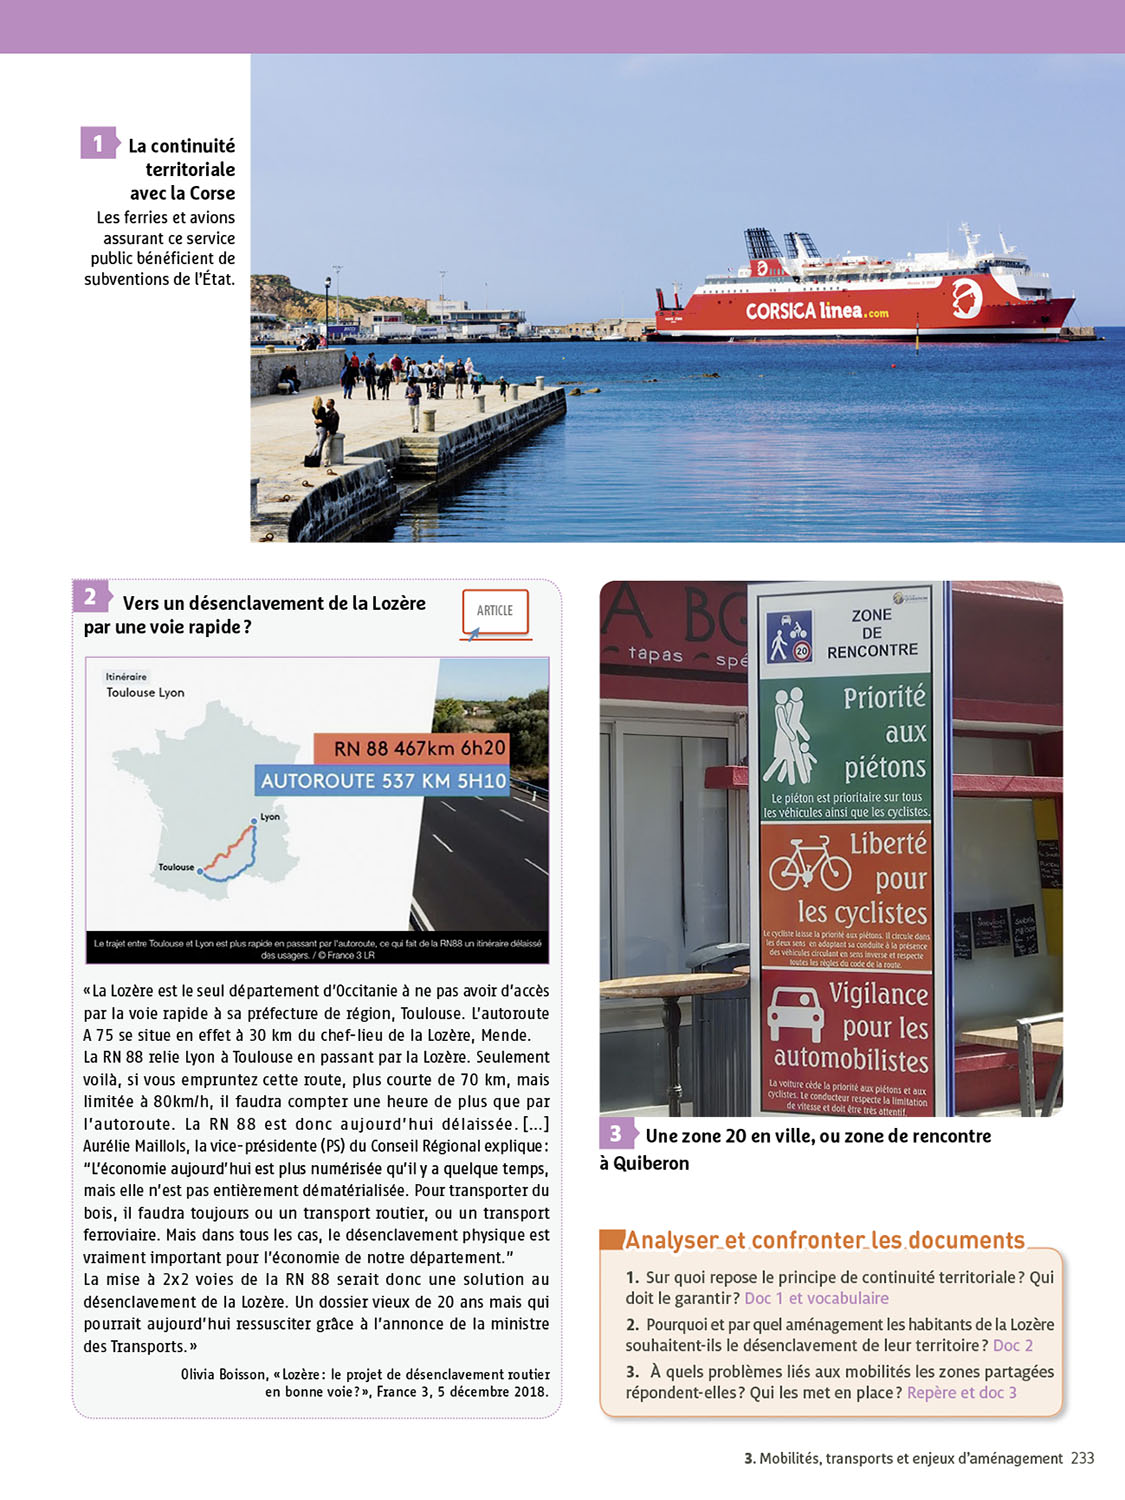 1 La continuité
territoriale
avec la Corse
Les ferries et avions
assurant ce service
public bénéficient de
subventions de l'État.
CORSICA linea.com
2 Vers un désenclavement de la Lozère
par une voie rapide ?
ARTICLE
Itinéraire
Toulouse Lyon
RN 88 467km 6h20
AUTOROUTE 537 KM 5H10
Lyon
Toulouse
Le trajet entre Toulouse et Lyon est plus rapide en passant par l'autoroute, ce qui fait de la RN88 un itinéraire délaissé
des usagers. / © France 3 LR
« La Lozère est le seul département d'Occitanie à ne pas avoir d'accès
par la voie rapide à sa préfecture de région, Toulouse. L'autoroute
A 75 se situe en effet à 30 km du chef-lieu de la Lozère, Mende.
La RN 88 relie Lyon à Toulouse en passant par la Lozère. Seulement
voilà, si vous empruntez cette route, plus courte de 70 km, mais
limitée à 80km/h, il faudra compter une heure de plus que par
l'autoroute. La RN 88 est donc aujourd'hui délaissée. [...]
Aurélie Maillols, la vice-présidente (PS) du Conseil Régional explique :
“L'économie aujourd'hui est plus numérisée qu'il y a quelque temps,
mais elle n'est pas entièrement dématérialisée. Pour transporter du
bois, il faudra toujours ou un transport routier, ou un transport
ferroviaire. Mais dans tous les cas, le désenclavement physique est
vraiment important pour l'économie de notre département.”
La mise à 2x2 voies de la RN 88 serait donc une solution au
désenclavement de la Lozère. Un dossier vieux de 20 ans mais qui
pourrait aujourd'hui ressusciter grâce à l'annonce de la ministre
des Transports. »
Olivia Boisson, « Lozère : le projet de désenclavement routier
en bonne voie ? », France 3, 5 décembre 2018.
A BO
- tapas - spé
ZONE
DE
RENCONTRE
20
Priorité
aux
piétons
Le piéton est prioritaire sur tous
les véhicules ainsi que les cyclistes.
Liberté
pour
les cyclistes
Le cycliste laisse la priorité aux piétons. Il circule dans
les deux sens en adaptant sa conduite à la présence
des véhicules circulant en sens inverse et respecte
toutes les règles du code de la route.
Vigilance
pour les
automobilistes
La voiture cède la priorité aux piétons et aux
cyclistes. Le conducteur respecte la limitation
de vitesse et doit être très attentif.
3 Une zone 20 en ville, ou zone de rencontre
à Quiberon
Analyser et confronter les documents
1. Sur quoi repose le principe de continuité territoriale ? Qui
doit le garantir ? Doc 1 et vocabulaire
2. Pourquoi et par quel aménagement les habitants de la Lozère
souhaitent-ils le désenclavement de leur territoire ? Doc 2
3. À quels problèmes liés aux mobilités les zones partagées
répondent-elles ? Qui les met en place ? Repère et doc 3
3. Mobilités, transports et enjeux d'aménagement 233